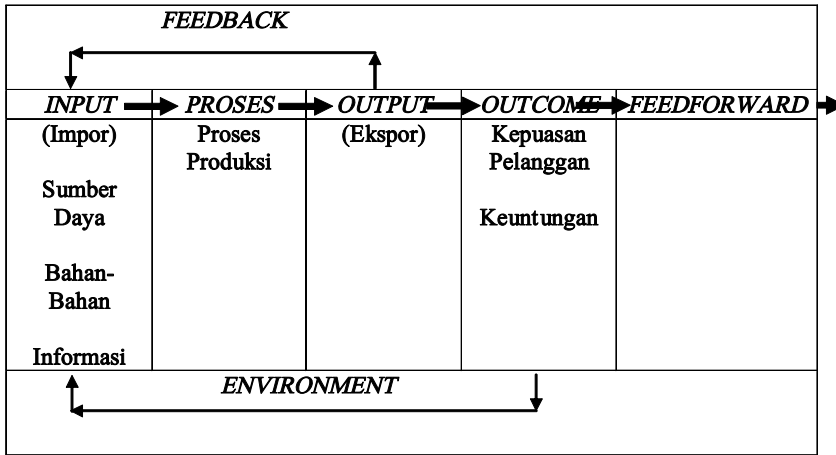 FEEDBACK
INPUT PROSES OUTPUT OUTCOME FEEDFORWARD
(Impor) Proses (Ekspor) Kepuasan
Produksi Pelanggan
Sumber
Daya Keuntungan
Bahan-
Bahan
Informasi
ENVIRONMENT